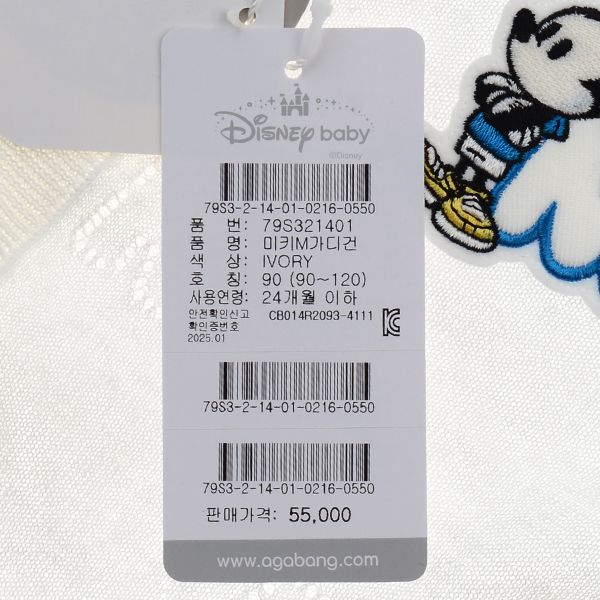 Disney baby
©Disney
79S3-2-14-01-0216-0550
품 번: 79S321401
품 명: 미키M가디건
색 상: IVORY
호 칭: 90 (90~120)
사용연령: 24개월 이하
안전확인신고 CB014R2093-4111
확인증번호
2025.01
79S3-2-14-01-0216-0550
79S3-2-14-01-0216-0550
판매가격: 55,000
www.agabang.com